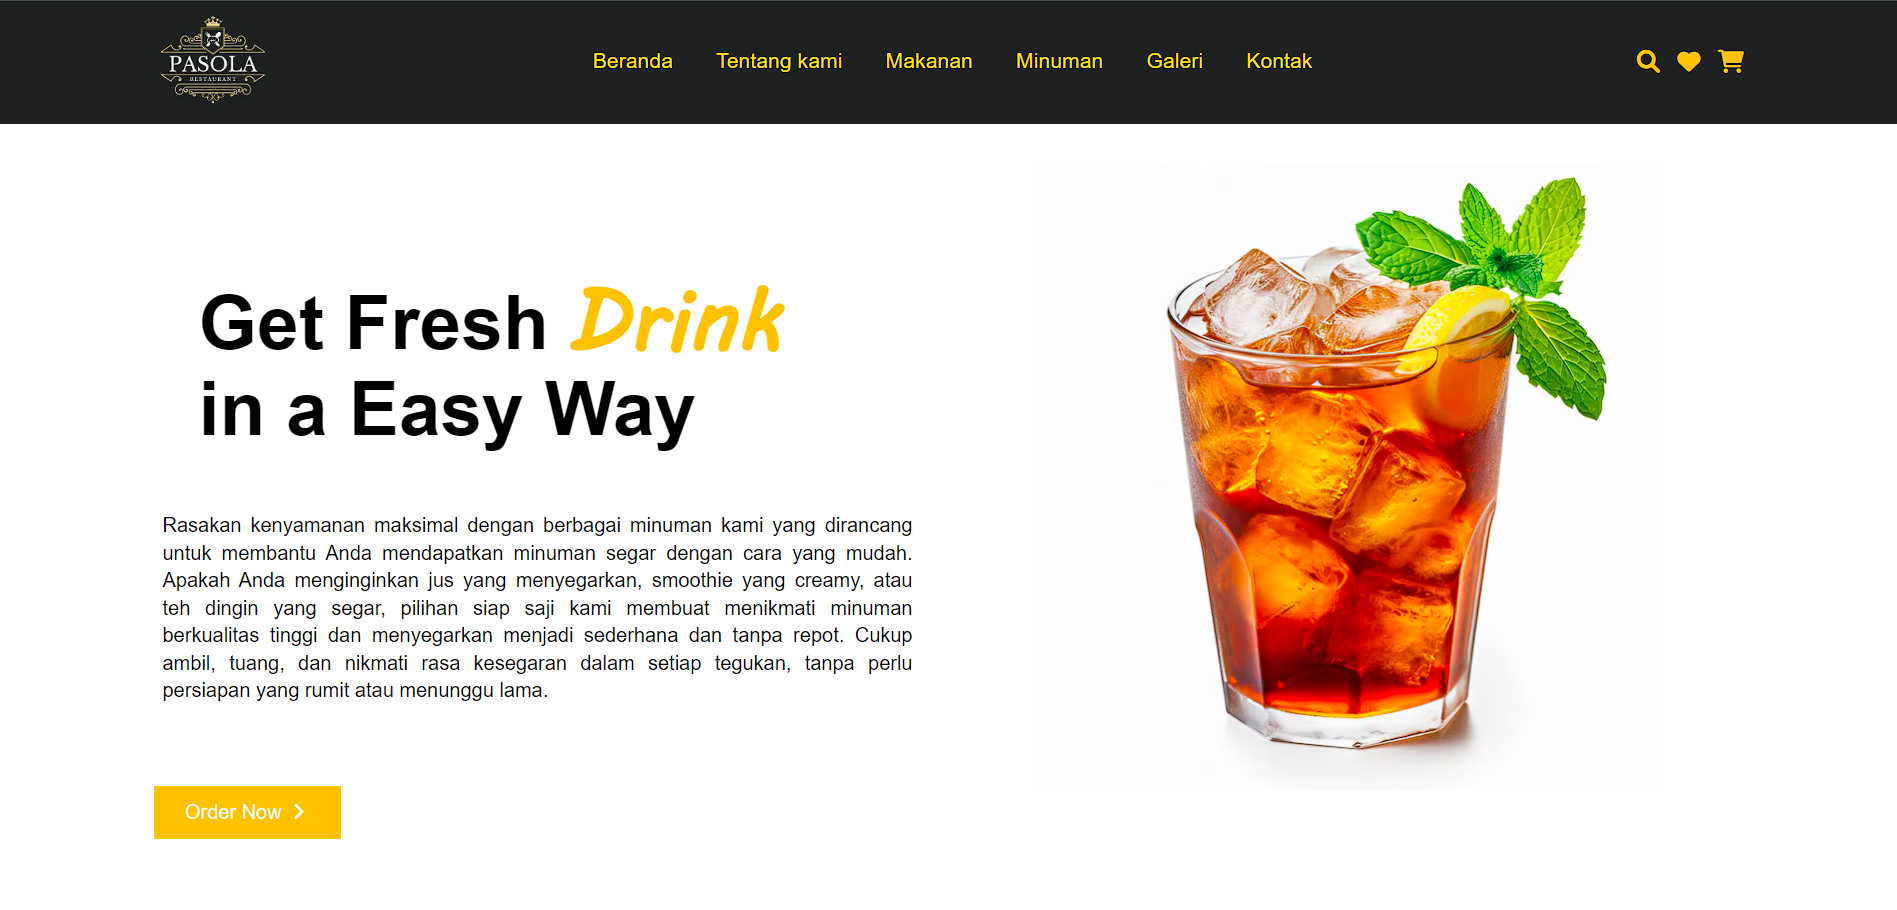 PASOLA
RESTAURANT
Beranda Tentang kami Makanan Minuman Galeri Kontak
Get Fresh Drink
in a Easy Way
Rasakan kenyamanan maksimal dengan berbagai minuman kami yang dirancang
untuk membantu Anda mendapatkan minuman segar dengan cara yang mudah.
Apakah Anda menginginkan jus yang menyegarkan, smoothie yang creamy, atau
teh dingin yang segar, pilihan siap saji kami membuat menikmati minuman
berkualitas tinggi dan menyegarkan menjadi sederhana dan tanpa repot. Cukup
ambil, tuang, dan nikmati rasa kesegaran dalam setiap tegukan, tanpa perlu
persiapan yang rumit atau menunggu lama.
Order Now